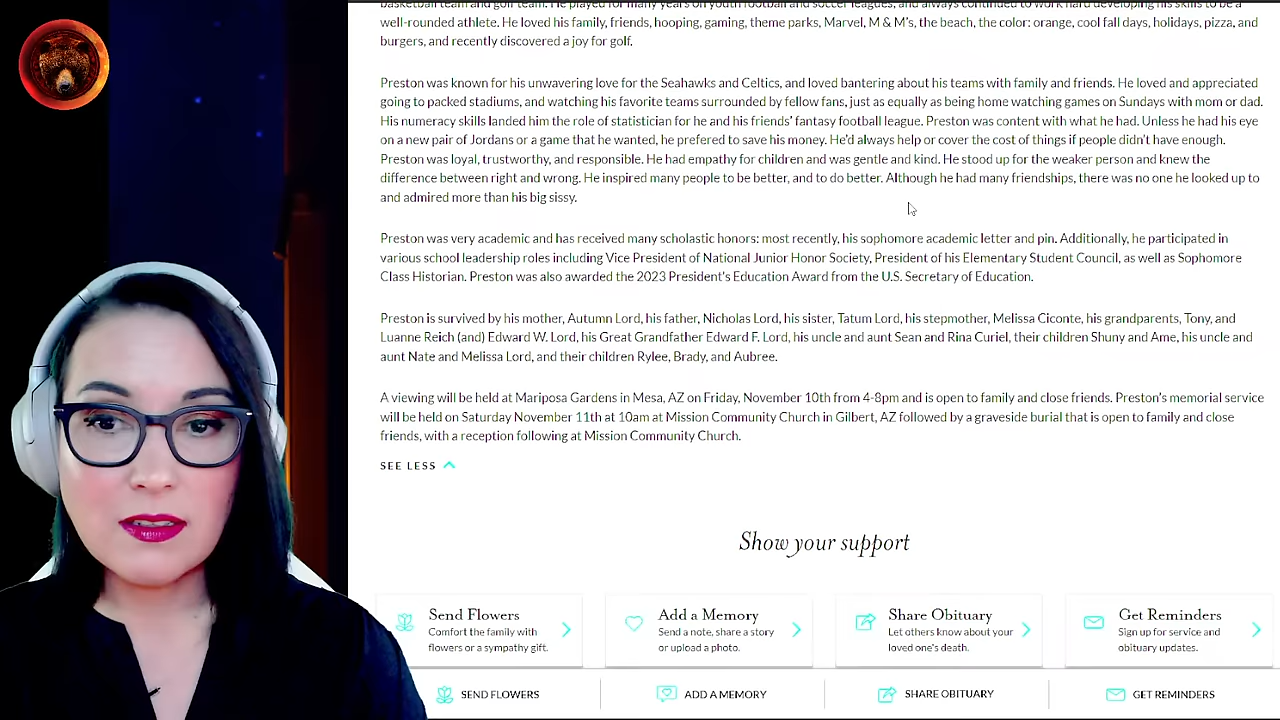 basketball team and golf team. He played for many years on youth football and soccer leagues, and always continued to work hard developing his skills to be a
well-rounded athlete. He loved his family, friends, hooping, gaming, theme parks, Marvel, M & M's, the beach, the color: orange, cool fall days, holidays, pizza, and
burgers, and recently discovered a joy for golf.
Preston was known for his unwavering love for the Seahawks and Celtics, and loved bantering about his teams with family and friends. He loved and appreciated
going to packed stadiums, and watching his favorite teams surrounded by fellow fans, just as equally as being home watching games on Sundays with mom or dad.
His numeracy skills landed him the role of statistician for he and his friends' fantasy football league. Preston was content with what he had. Unless he had his eye
on a new pair of Jordans or a game that he wanted, he prefered to save his money. He'd always help or cover the cost of things if people didn't have enough.
Preston was loyal, trustworthy, and responsible. He had empathy for children and was gentle and kind. He stood up for the weaker person and knew the
difference between right and wrong. He inspired many people to be better, and to do better. Although he had many friendships, there was no one he looked up to
and admired more than his big sissy.
Preston was very academic and has received many scholastic honors: most recently, his sophomore academic letter and pin. Additionally, he participated in
various school leadership roles including Vice President of National Junior Honor Society, President of his Elementary Student Council, as well as Sophomore
Class Historian. Preston was also awarded the 2023 President's Education Award from the U.S. Secretary of Education.
Preston is survived by his mother, Autumn Lord, his father, Nicholas Lord, his sister, Tatum Lord, his stepmother, Melissa Ciconte, his grandparents, Tony, and
Luanne Reich (and) Edward W. Lord, his Great Grandfather Edward F. Lord, his uncle and aunt Sean and Rina Curiel, their children Shuny and Ame, his uncle and
aunt Nate and Melissa Lord, and their children Rylee, Brady, and Aubree.
A viewing will be held at Mariposa Gardens in Mesa, AZ on Friday, November 10th from 4-8pm and is open to family and close friends. Preston's memorial service
will be held on Saturday November 11th at 10am at Mission Community Church in Gilbert, AZ followed by a graveside burial that is open to family and close
friends, with a reception following at Mission Community Church.
SEE LESS
Show your support
Send Flowers
Comfort the family with
flowers or a sympathy gift.
Add a Memory
Send a note, share a story
or upload a photo.
Share Obituary
Let others know about your
loved one's death.
Get Reminders
Sign up for service and
obituary updates.
SEND FLOWERS
ADD A MEMORY
SHARE OBITUARY
GET REMINDERS